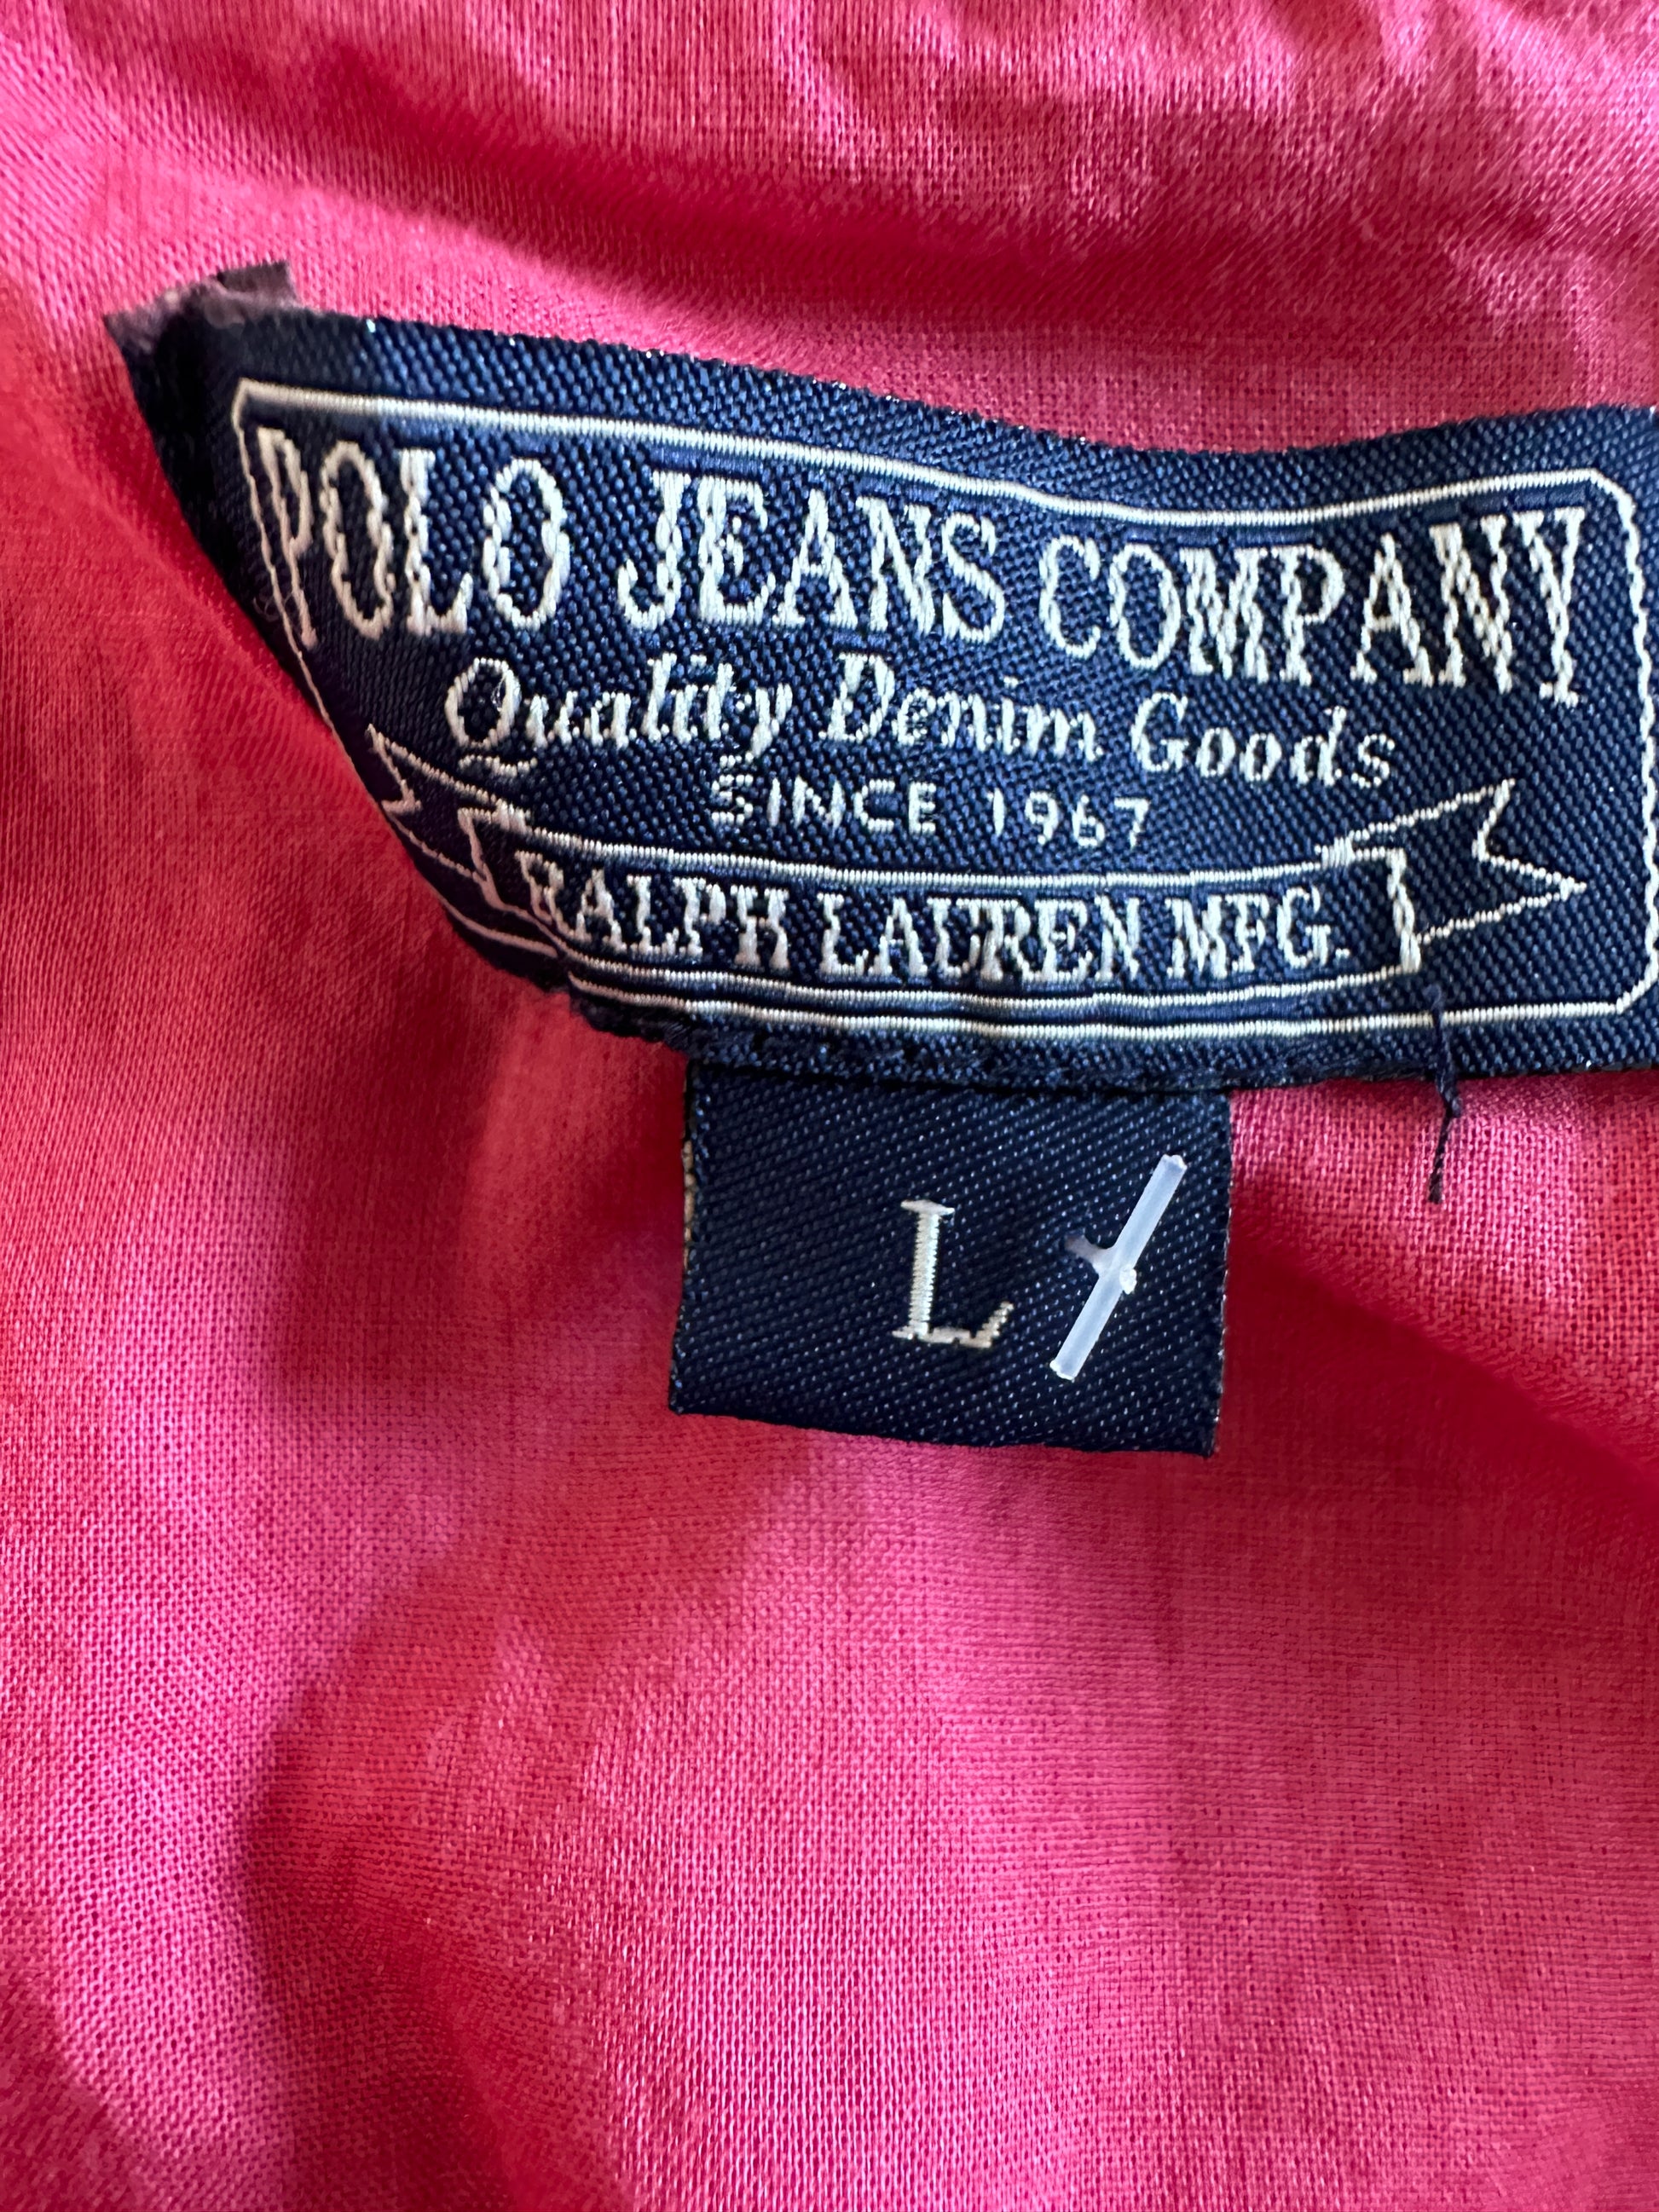 POLO JEANS COMPANY
Quality Denim Goods
SINCE 1967
RALPH LAUREN MFG.
L